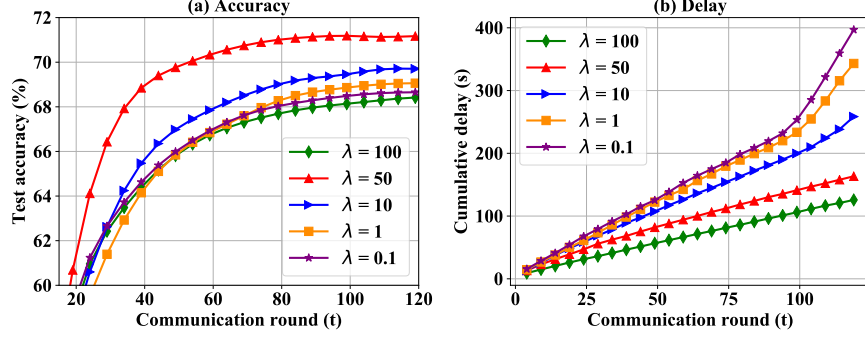 (a) Accuracy
72
70
68
66
64
62
60
20
40
60
80
100
120
Test accuracy (%)
Communication round (t)
λ = 100
λ = 50
λ = 10
λ = 1
λ = 0.1
(b) Delay
400
300
200
100
0
0
25
50
75
100
Cumulative delay (s)
Communication round (t)
λ = 100
λ = 50
λ = 10
λ = 1
λ = 0.1